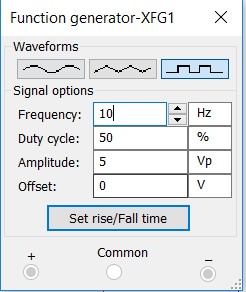 Function generator-XFG1
Waveforms
Signal options
Frequency: 10 Hz
Duty cycle: 50 %
Amplitude: 5 Vp
Offset: 0 V
Set rise/Fall time
+ Common −